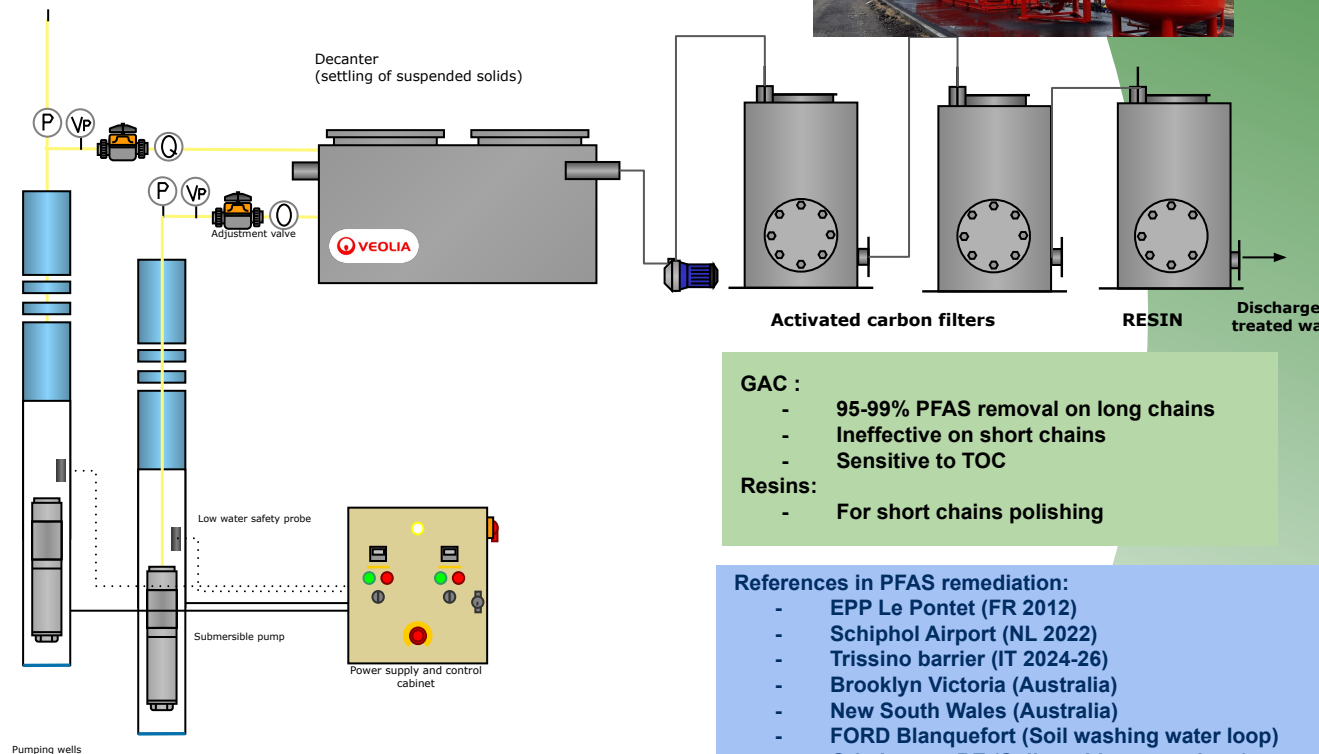 Decanter
(settling of suspended solids)
P
VP
Q
P
VP
Q
Adjustment valve
VEOLIA
Activated carbon filters
RESIN
Discharge
treated wa
GAC :
- 95-99% PFAS removal on long chains
- Ineffective on short chains
- Sensitive to TOC
Resins:
- For short chains polishing
Low water safety probe
Submersible pump
Power supply and control
cabinet
Pumping wells
References in PFAS remediation:
- EPP Le Pontet (FR 2012)
- Schiphol Airport (NL 2022)
- Trissino barrier (IT 2024-26)
- Brooklyn Victoria (Australia)
- New South Wales (Australia)
- FORD Blanquefort (Soil washing water loop)